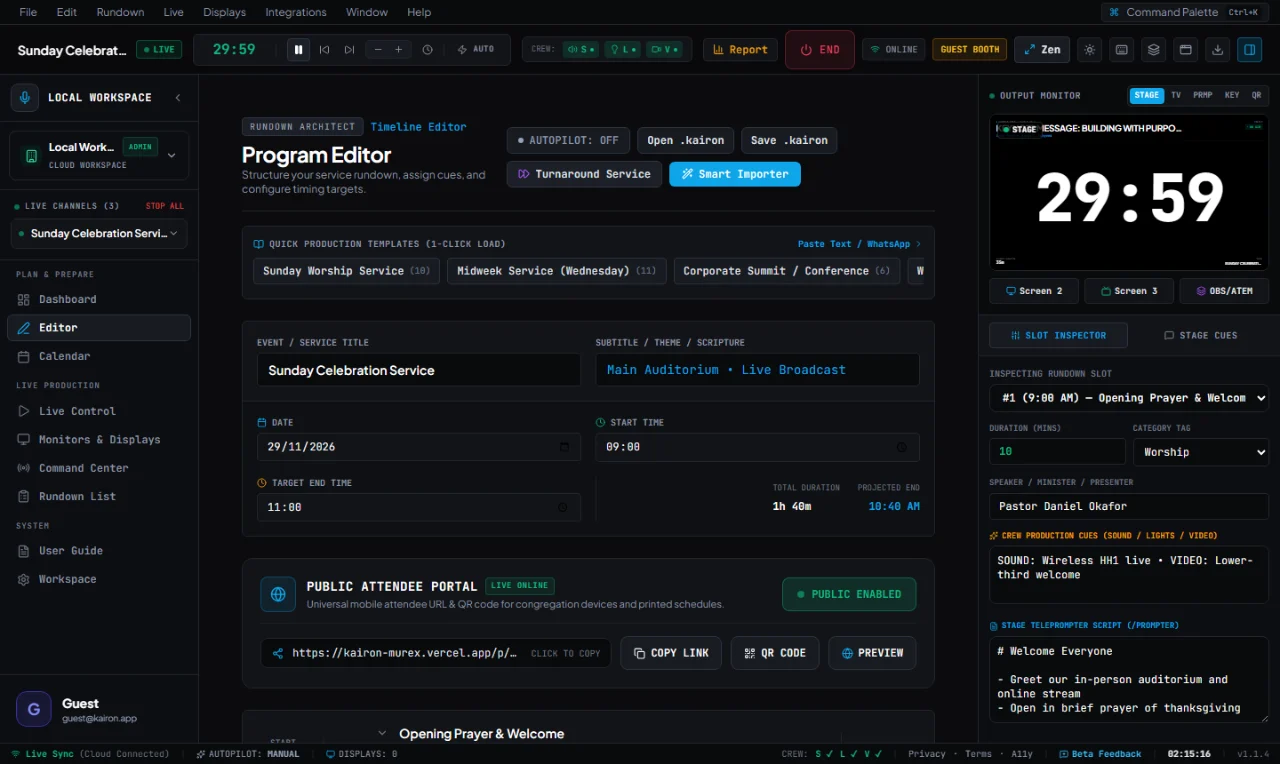 File Edit Rundown Live Displays Integrations Window Help
Command Palette Ctrl+K
Sunday Celebrat... LIVE
29:59
AUTO
CREW: S L V
Report
END
ONLINE
GUEST BOOTH
Zen
LOCAL WORKSPACE
Local Work... ADMIN
CLOUD WORKSPACE
LIVE CHANNELS (3) STOP ALL
Sunday Celebration Servi...
PLAN & PREPARE
Dashboard
Editor
Calendar
LIVE PRODUCTION
Live Control
Monitors & Displays
Command Center
Rundown List
SYSTEM
User Guide
Workspace
G
Guest
guest@kairon.app
RUNDOWN ARCHITECT Timeline Editor
Program Editor
Structure your service rundown, assign cues, and
configure timing targets.
AUTOPILOT: OFF
Open .kairon
Save .kairon
Turnaround Service
Smart Importer
QUICK PRODUCTION TEMPLATES (1-CLICK LOAD)
Paste Text / WhatsApp
Sunday Worship Service (10)
Midweek Service (Wednesday) (11)
Corporate Summit / Conference (6)
W
EVENT / SERVICE TITLE
Sunday Celebration Service
SUBTITLE / THEME / SCRIPTURE
Main Auditorium • Live Broadcast
DATE
29/11/2026
START TIME
09:00
TARGET END TIME
11:00
TOTAL DURATION
1h 40m
PROJECTED END
10:40 AM
PUBLIC ATTENDEE PORTAL LIVE ONLINE
Universal mobile attendee URL & QR code for congregation devices and printed schedules.
PUBLIC ENABLED
https://kairon-murex.vercel.app/p/… CLICK TO COPY
COPY LINK
QR CODE
PREVIEW
START
Opening Prayer & Welcome
OUTPUT MONITOR
STAGE TV PRMP KEY QR
STAGE
ESSAGE: BUILDING WITH PURPO...
29:59
Screen 2
Screen 3
OBS/ATEM
SLOT INSPECTOR
STAGE CUES
INSPECTING RUNDOWN SLOT
#1 (9:00 AM) — Opening Prayer & Welcom
DURATION (MINS)
10
CATEGORY TAG
Worship
SPEAKER / MINISTER / PRESENTER
Pastor Daniel Okafor
CREW PRODUCTION CUES (SOUND / LIGHTS / VIDEO)
SOUND: Wireless HH1 live • VIDEO: Lower-
third welcome
STAGE TELEPROMPTER SCRIPT (/PROMPTER)
# Welcome Everyone
- Greet our in-person auditorium and
online stream
- Open in brief prayer of thanksgiving
Live Sync (Cloud Connected)
AUTOPILOT: MANUAL
DISPLAYS: 8
CREW: S ✓ L ✓ V ✓
Privacy · Terms · A11y
Beta Feedback
02:15:16
v1.1.4